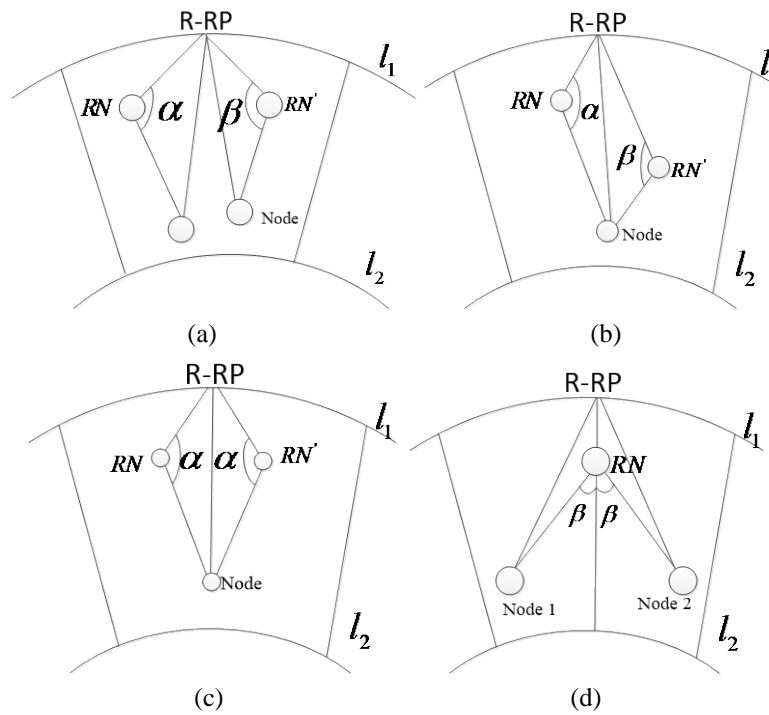 R-RP
l₁
RN
α
β
RN'
Node
l₂
(a)
R-RP
l
RN
α
β
RN'
Node
l₂
(b)
R-RP
l₁
RN
α
α
RN'
Node
l₂
(c)
R-RP
l₁
RN
β
β
Node 1
Node 2
l₂
(d)